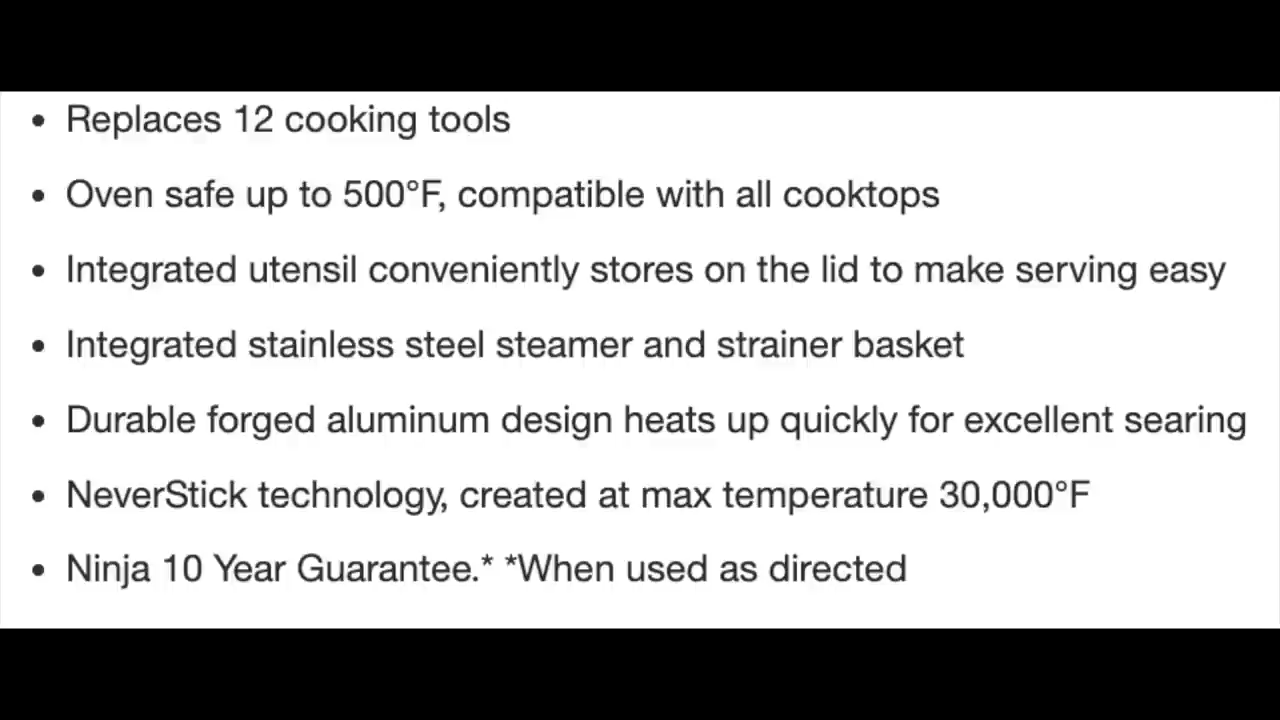 • Replaces 12 cooking tools
• Oven safe up to 500°F, compatible with all cooktops
• Integrated utensil conveniently stores on the lid to make serving easy
• Integrated stainless steel steamer and strainer basket
• Durable forged aluminum design heats up quickly for excellent searing
• NeverStick technology, created at max temperature 30,000°F
• Ninja 10 Year Guarantee.* *When used as directed